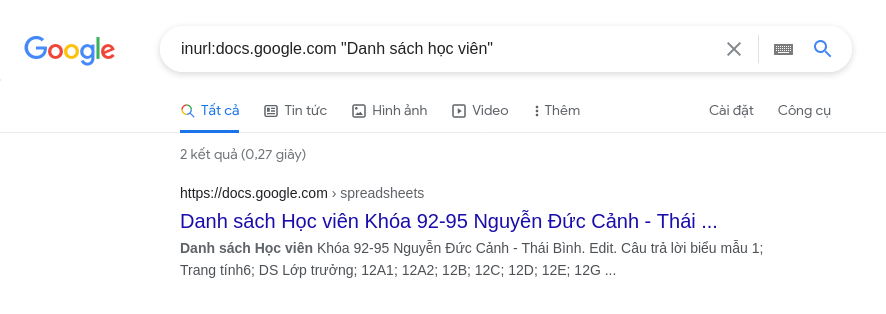 Google
inurl:docs.google.com "Danh sách học viên"
Tất cả Tin tức Hình ảnh Video Thêm Cài đặt Công cụ
2 kết quả (0,27 giây)
https://docs.google.com › spreadsheets
Danh sách Học viên Khóa 92-95 Nguyễn Đức Cảnh - Thái ...
Danh sách Học viên Khóa 92-95 Nguyễn Đức Cảnh - Thái Bình. Edit. Câu trả lời biểu mẫu 1;
Trang tính6; DS Lớp trưởng; 12A1; 12A2; 12B; 12C; 12D; 12E; 12G ...